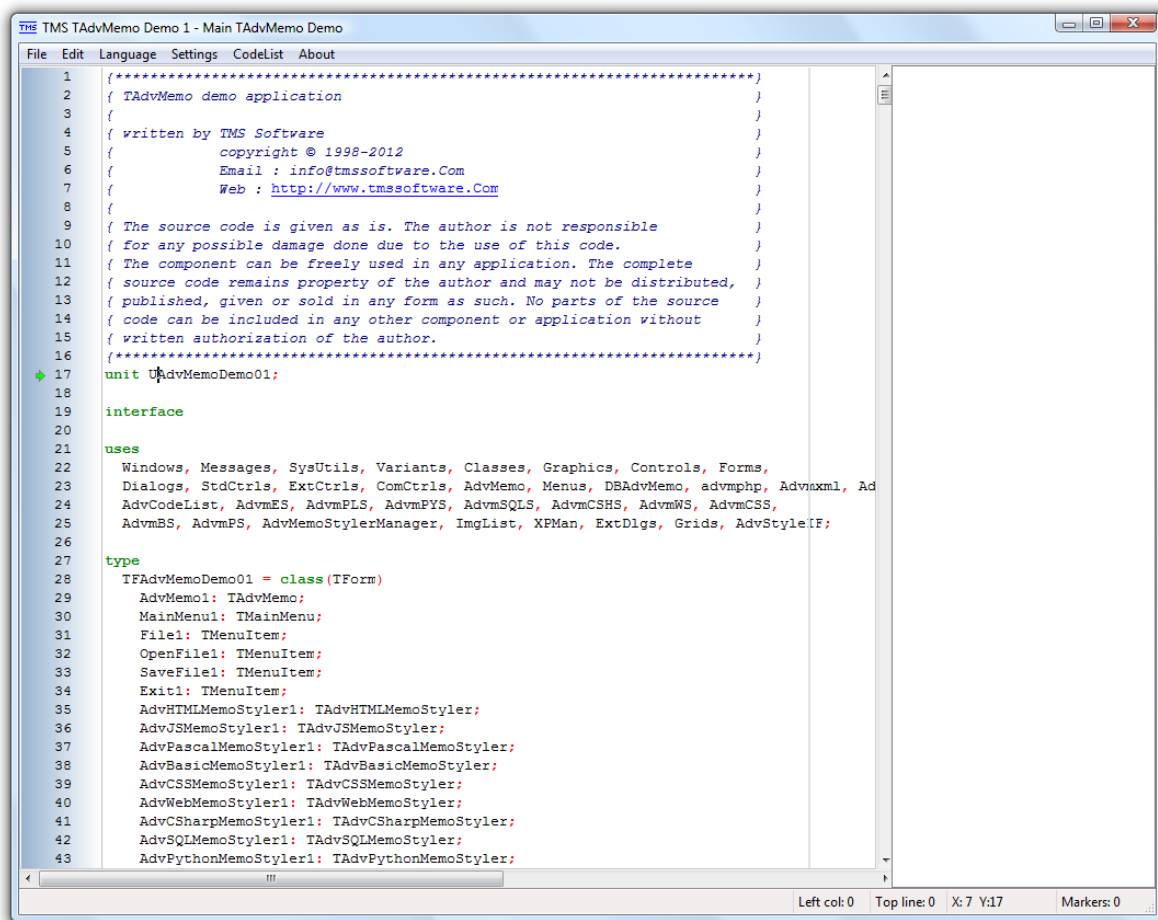 TMS TMS TAdvMemo Demo 1 - Main TAdvMemo Demo
File Edit Language Settings CodeList About
1 {*************************************************************************}
2 { TAdvMemo demo application }
3 { }
4 { written by TMS Software }
5 { copyright © 1998-2012 }
6 { Email : info@tmssoftware.Com }
7 { Web : http://www.tmssoftware.Com }
8 { }
9 { The source code is given as is. The author is not responsible }
10 { for any possible damage done due to the use of this code. }
11 { The component can be freely used in any application. The complete }
12 { source code remains property of the author and may not be distributed, }
13 { published, given or sold in any form as such. No parts of the source }
14 { code can be included in any other component or application without }
15 { written authorization of the author. }
16 {*************************************************************************}
17 unit UAdvMemoDemo01;
18
19 interface
20
21 uses
22 Windows, Messages, SysUtils, Variants, Classes, Graphics, Controls, Forms,
23 Dialogs, StdCtrls, ExtCtrls, ComCtrls, AdvMemo, Menus, DBAdvMemo, advmphp, Advmxml, Ad
24 AdvCodeList, AdvmES, AdvmPLS, AdvmPYS, AdvmSQLS, AdvmCSHS, AdvmWS, AdvmCSS,
25 AdvmBS, AdvmPS, AdvMemoStylerManager, ImgList, XPMan, ExtDlgs, Grids, AdvStyleIF;
26
27 type
28 TFAdvMemoDemo01 = class(TForm)
29 AdvMemo1: TAdvMemo;
30 MainMenu1: TMainMenu;
31 File1: TMenuItem;
32 OpenFile1: TMenuItem;
33 SaveFile1: TMenuItem;
34 Exit1: TMenuItem;
35 AdvHTMLMemoStyler1: TAdvHTMLMemoStyler;
36 AdvJSMemoStyler1: TAdvJSMemoStyler;
37 AdvPascalMemoStyler1: TAdvPascalMemoStyler;
38 AdvBasicMemoStyler1: TAdvBasicMemoStyler;
39 AdvCSSMemoStyler1: TAdvCSSMemoStyler;
40 AdvWebMemoStyler1: TAdvWebMemoStyler;
41 AdvCSharpMemoStyler1: TAdvCSharpMemoStyler;
42 AdvSQLMemoStyler1: TAdvSQLMemoStyler;
43 AdvPythonMemoStyler1: TAdvPythonMemoStyler;
Left col: 0 Top line: 0 X: 7 Y:17 Markers: 0